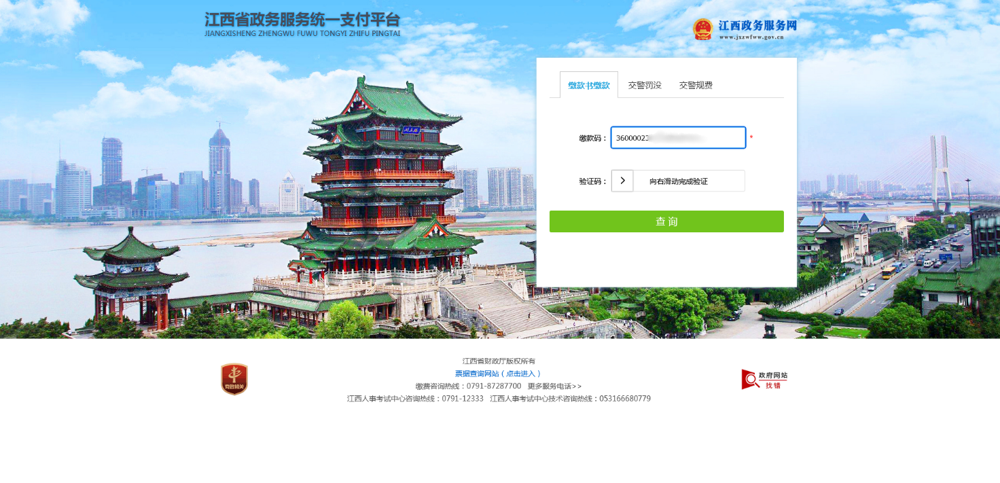 江西省政务服务统一支付平台
JIANGXISHENG ZHENGWU FUWU TONGYI ZHIFU PINGTAI
江西政务服务网
www.jxzwfww.gov.cn
缴款书缴款 交警罚没 交警规费
缴款码： 36000023 *
验证码： > 向右滑动完成验证
查 询
江西省财政厅版权所有
票据查询网站（点击进入）
缴费咨询热线：0791-87287700 更多服务电话>>
江西人事考试中心咨询热线：0791-12333 江西人事考试中心技术咨询热线：053166680779
党政机关
政府网站
找错